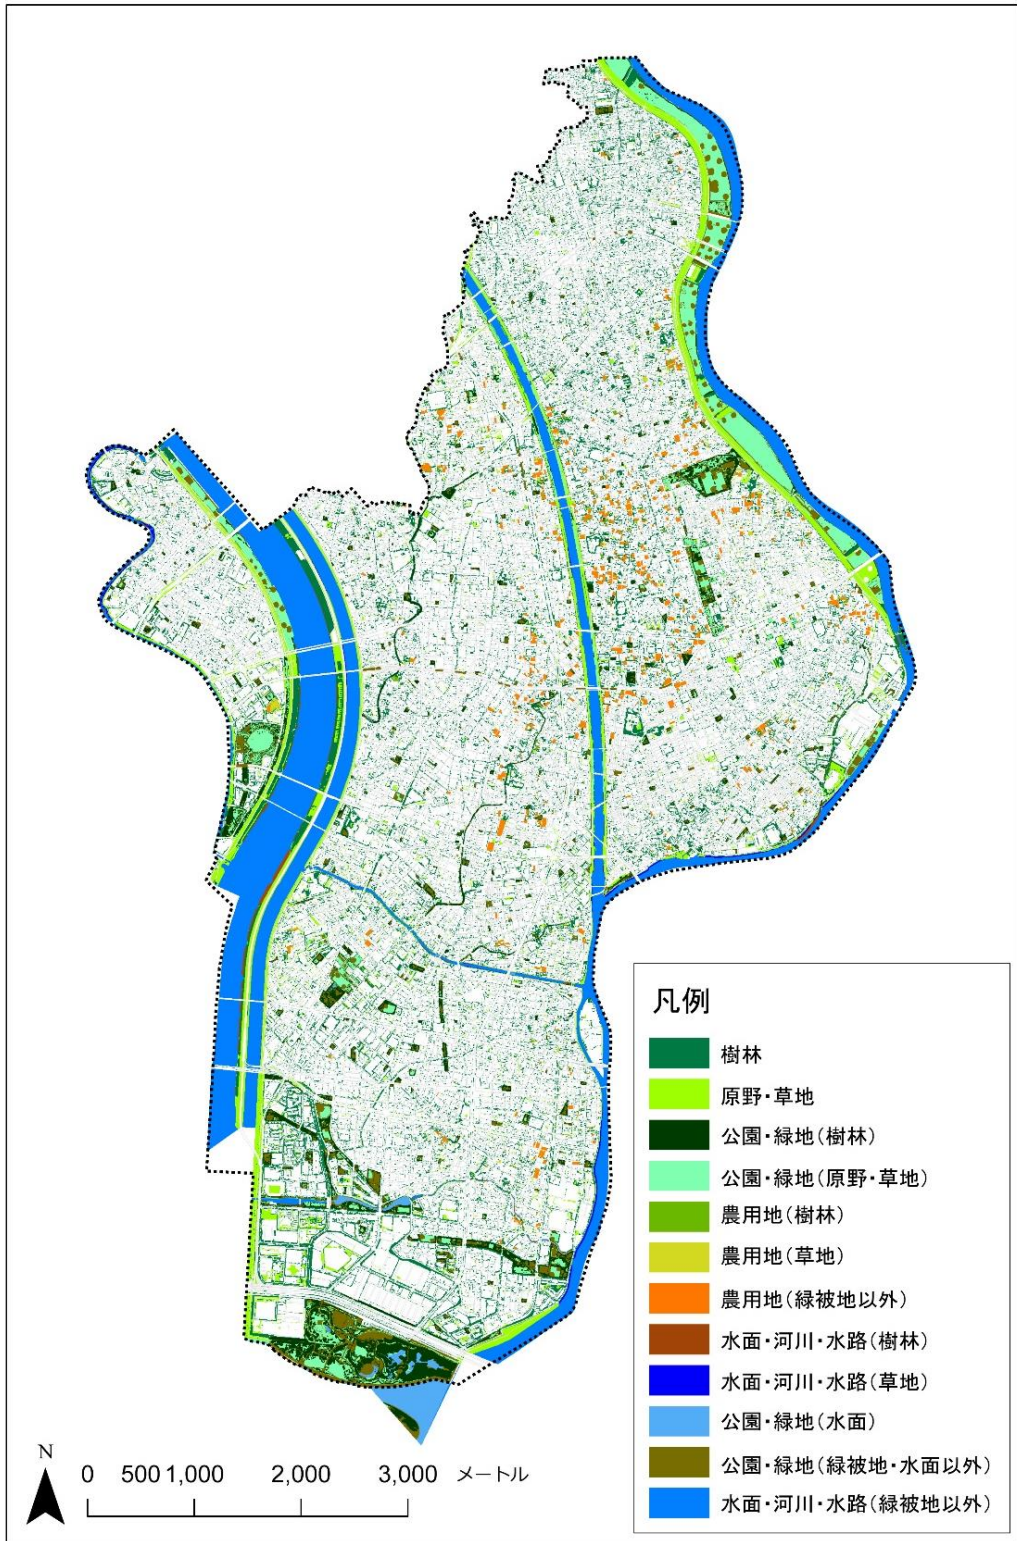 凡例
樹林
原野・草地
公園・緑地(樹林)
公園・緑地(原野・草地)
農用地(樹林)
農用地(草地)
農用地(緑被地以外)
水面・河川・水路(樹林)
水面・河川・水路(草地)
公園・緑地(水面)
公園・緑地(緑被地・水面以外)
水面・河川・水路(緑被地以外)
N
0 500 1,000 2,000 3,000 メートル